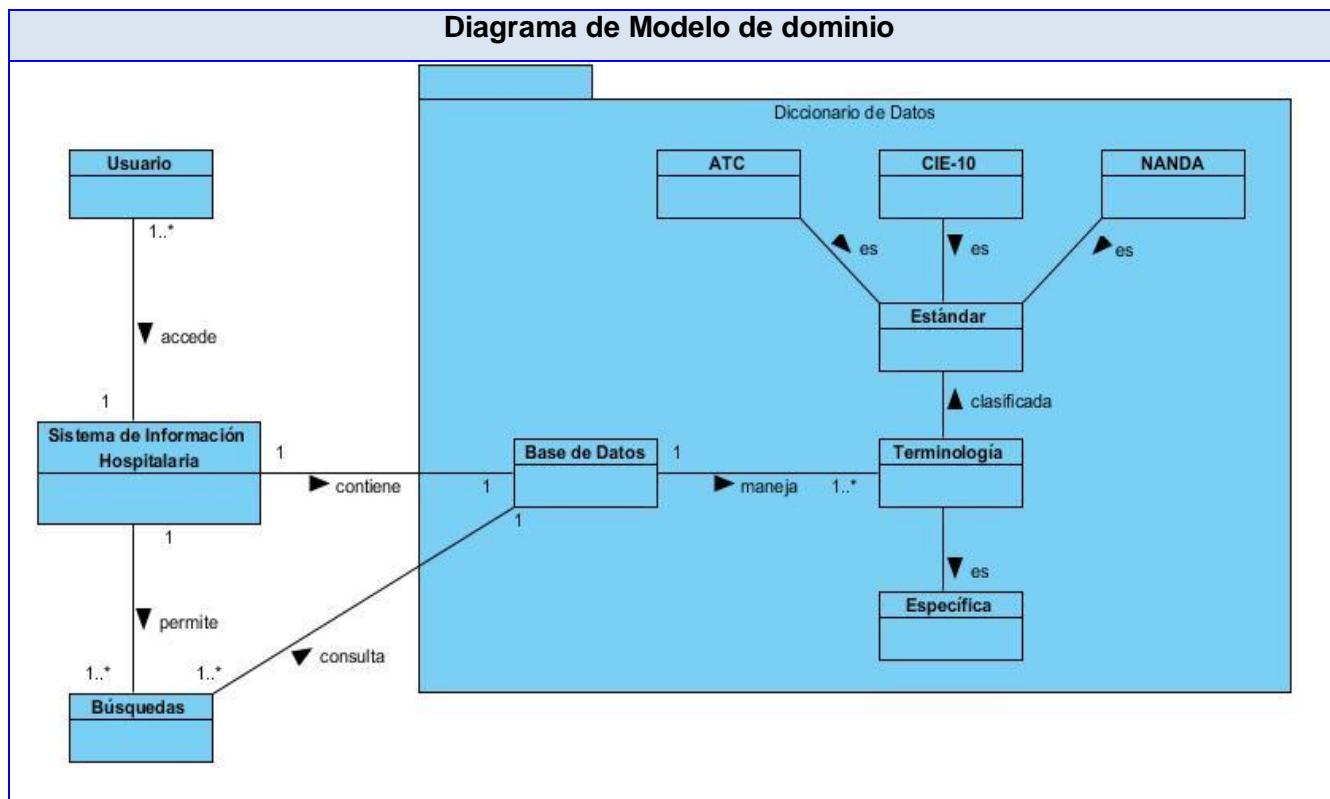 Diagrama de Modelo de dominio
Diccionario de Datos
Usuario
ATC
CIE-10
NANDA
1..*
es
es
es
Estándar
accede
clasificada
1
Sistema de Información
Hospitalaria
1
contiene
1
Base de Datos
1
maneja
1..*
Terminología
1
1
es
Específica
permite
consulta
1..*
1..*
Búsquedas